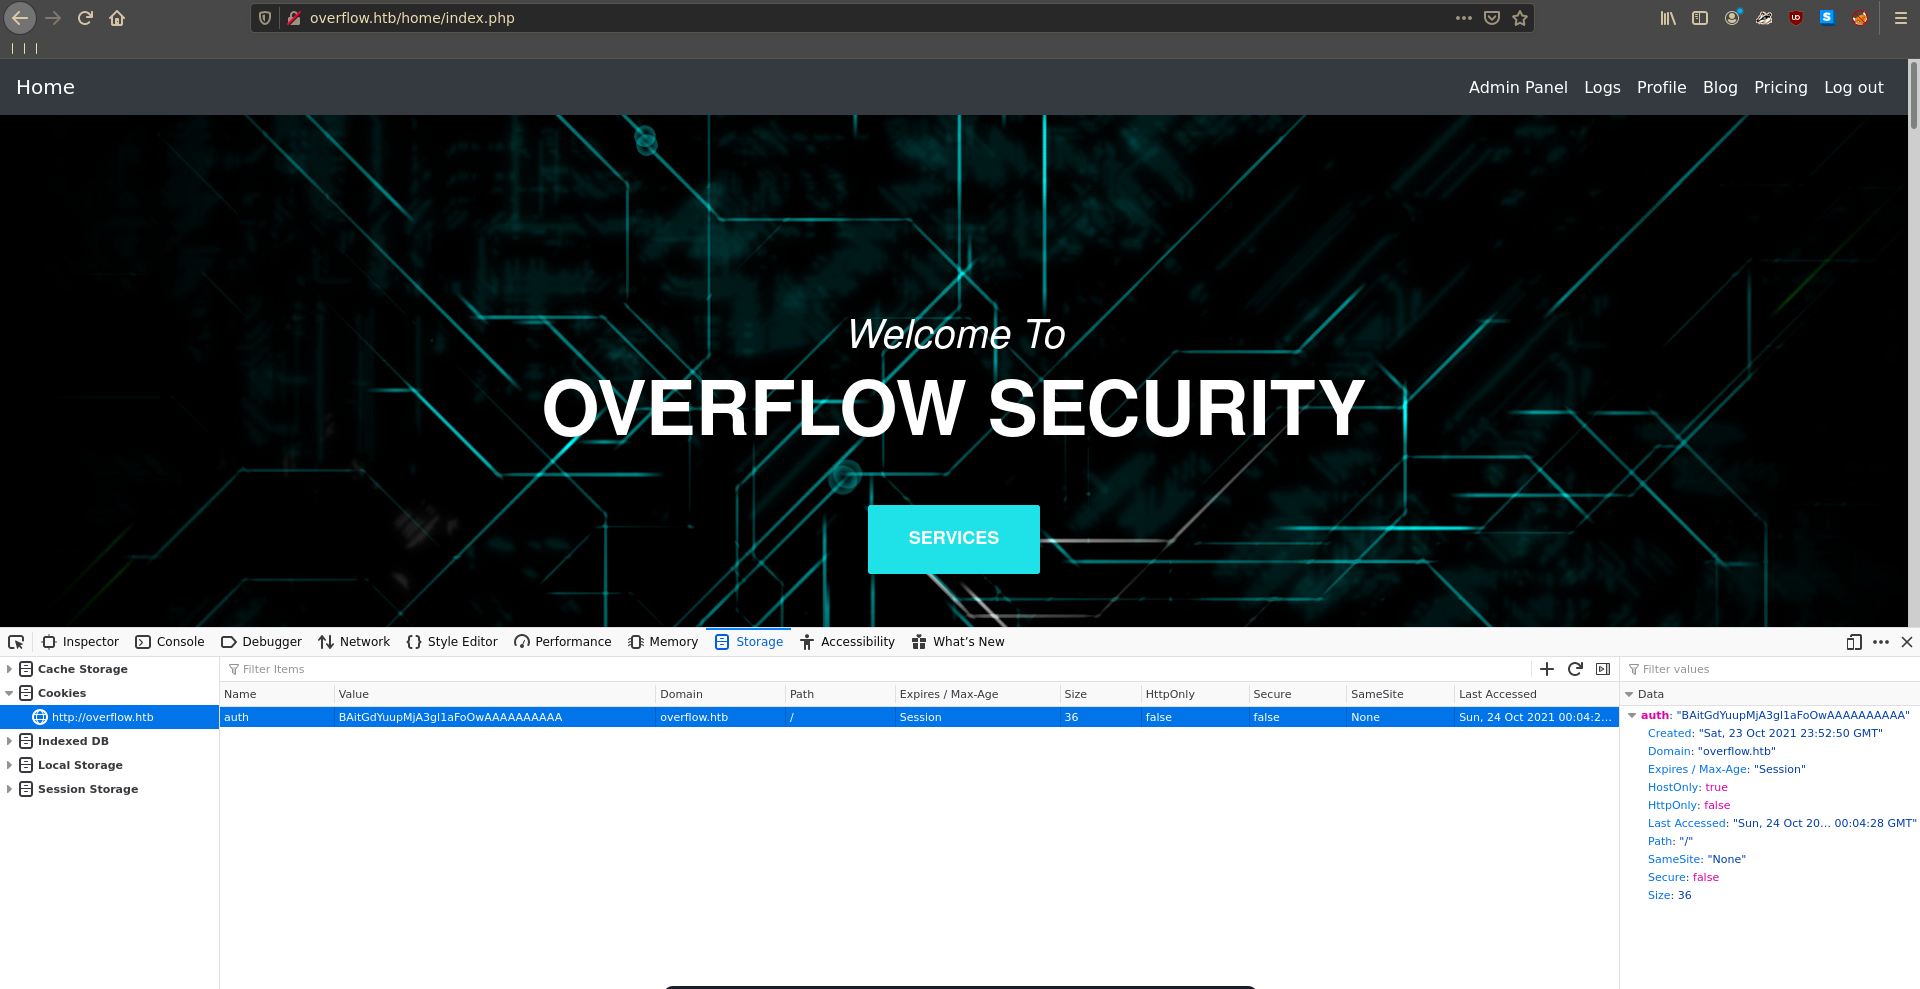 overflow.htb/home/index.php
Home
Admin Panel Logs Profile Blog Pricing Log out
Welcome To
OVERFLOW SECURITY
SERVICES
Inspector Console Debugger Network Style Editor Performance Memory Storage Accessibility What's New
Cache Storage
Cookies
http://overflow.htb
Indexed DB
Local Storage
Session Storage
Filter Items
Name Value Domain Path Expires / Max-Age Size HttpOnly Secure SameSite Last Accessed
auth BAitGdYuupMjA3gl1aFoOwAAAAAAAAAA overflow.htb / Session 36 false false None Sun, 24 Oct 2021 00:04:2...
Filter values
Data
auth: "BAitGdYuupMjA3gl1aFoOwAAAAAAAAAA"
Created: "Sat, 23 Oct 2021 23:52:50 GMT"
Domain: "overflow.htb"
Expires / Max-Age: "Session"
HostOnly: true
HttpOnly: false
Last Accessed: "Sun, 24 Oct 20... 00:04:28 GMT"
Path: "/"
SameSite: "None"
Secure: false
Size: 36